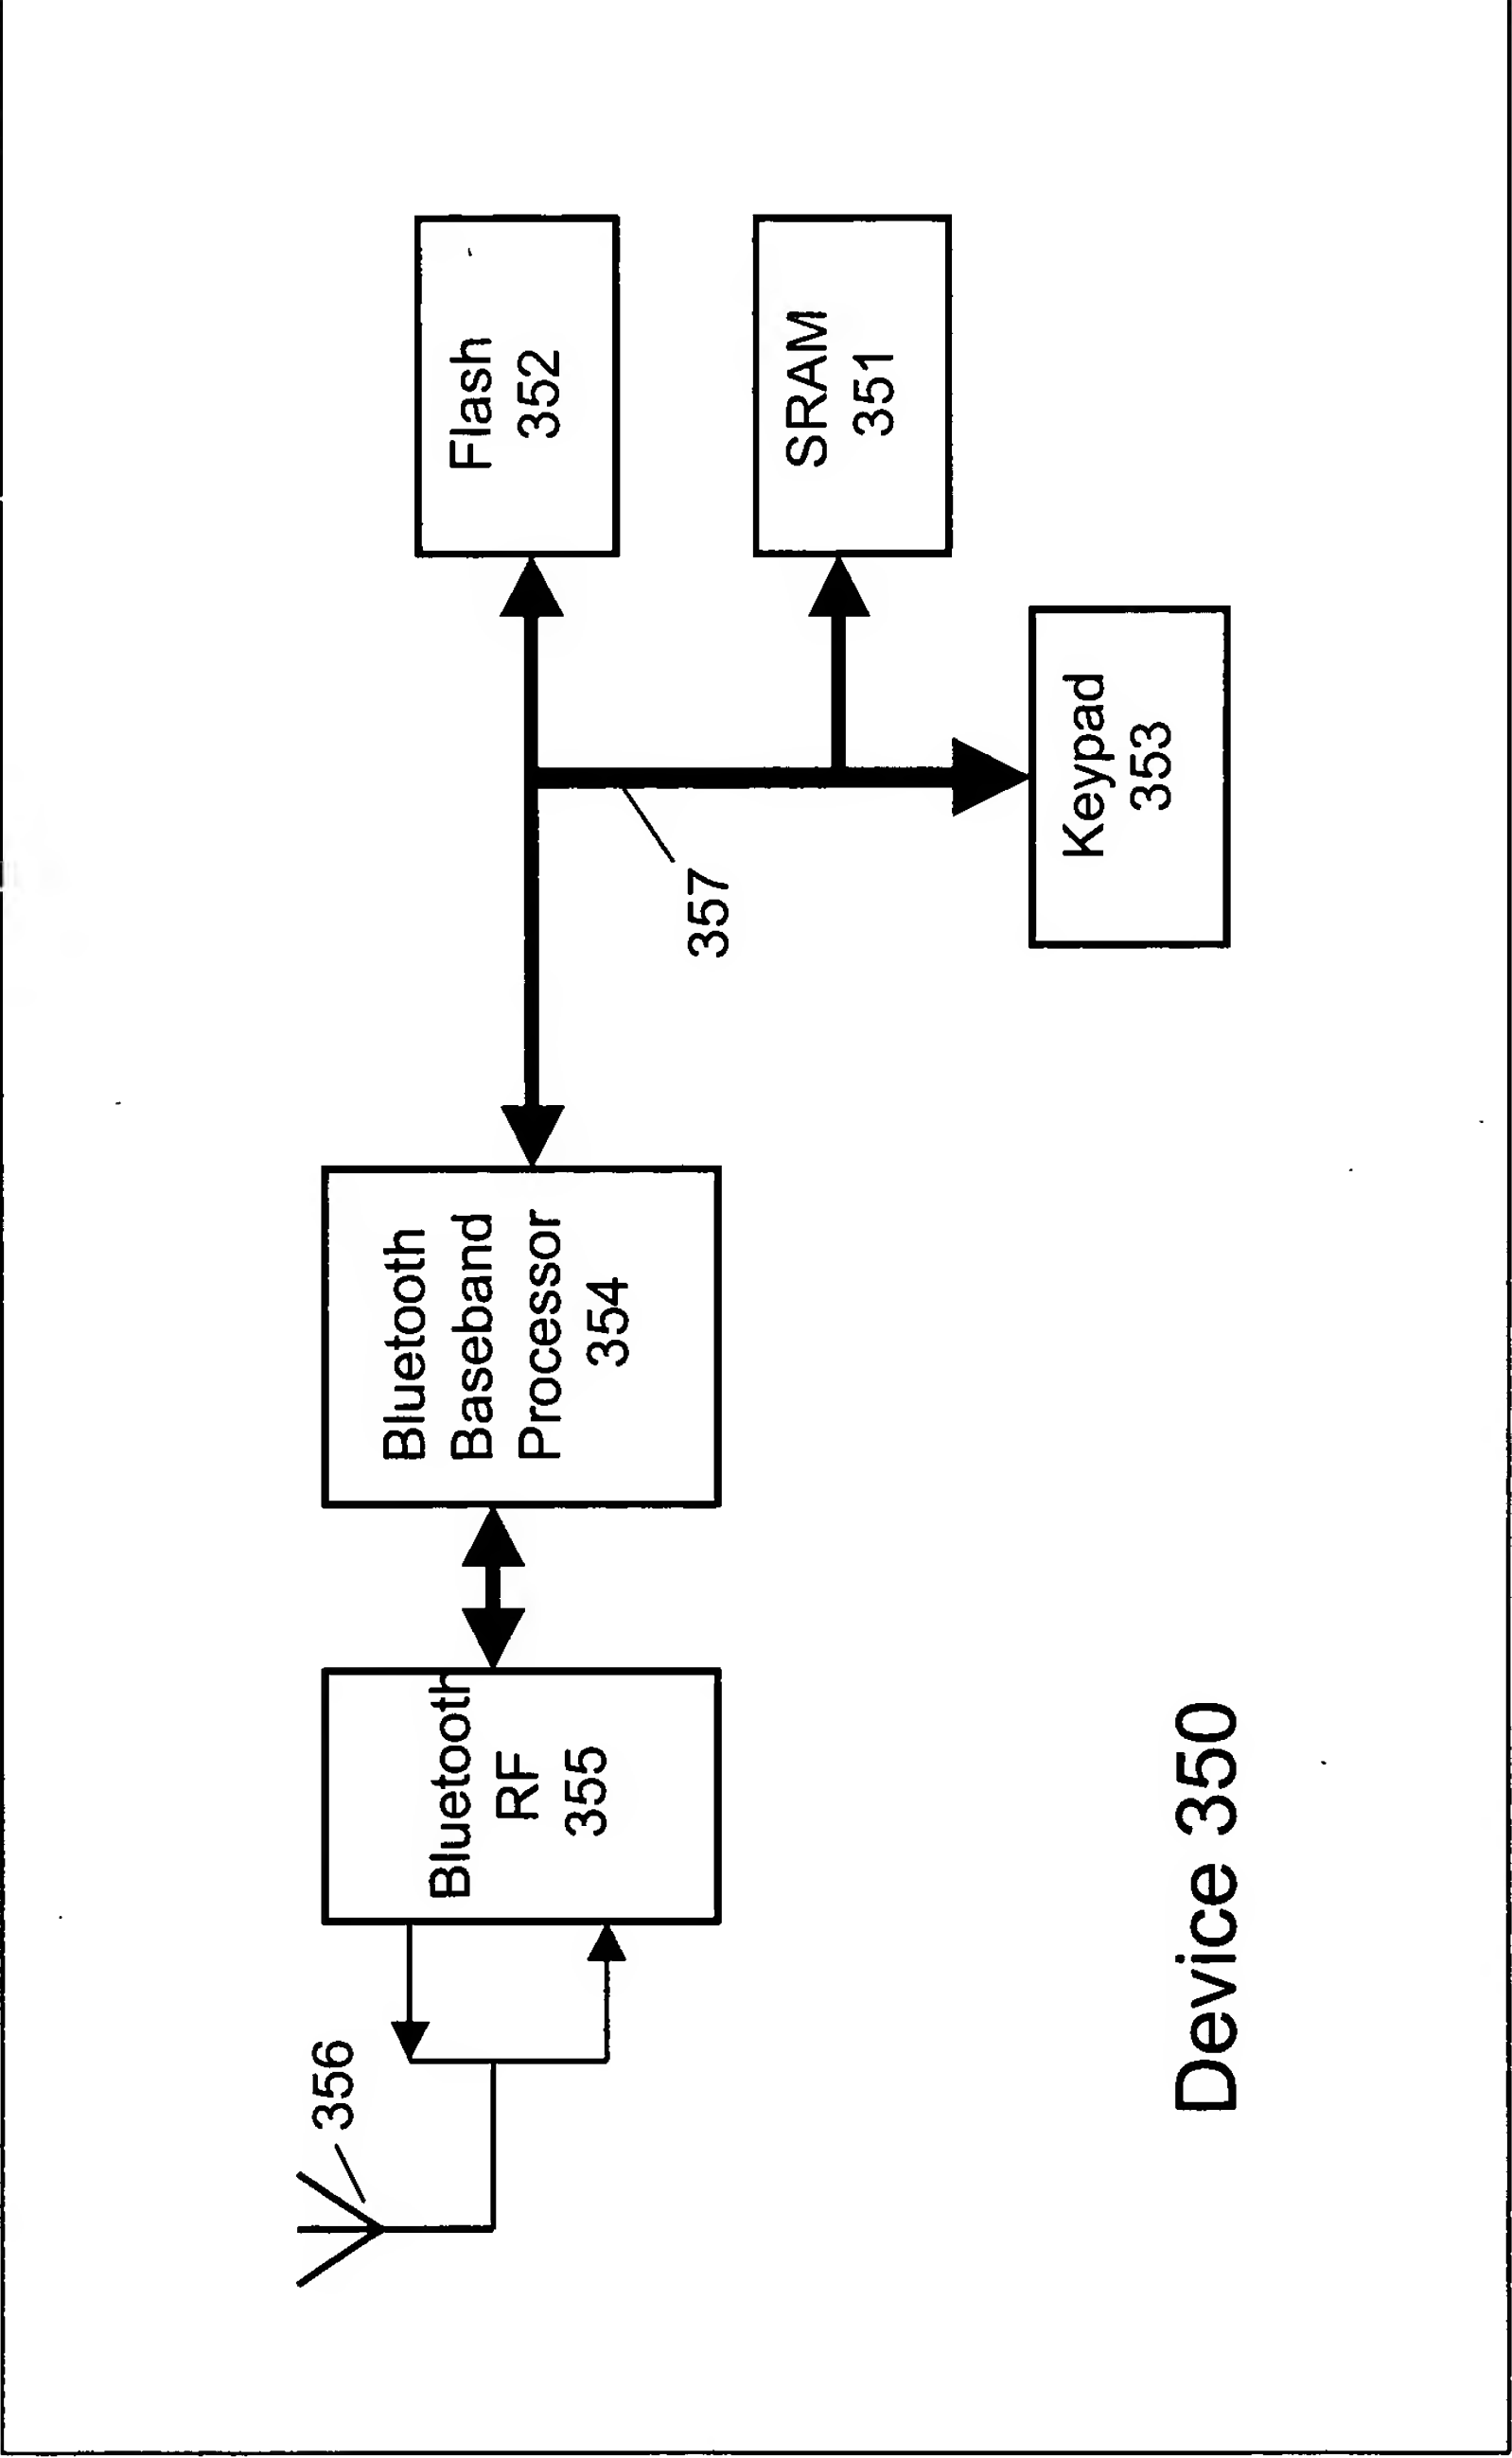 356
Bluetooth
RF
355
Bluetooth
Baseband
Processor
354
357
Flash
352
SRAM
351
Keypad
353
Device 350